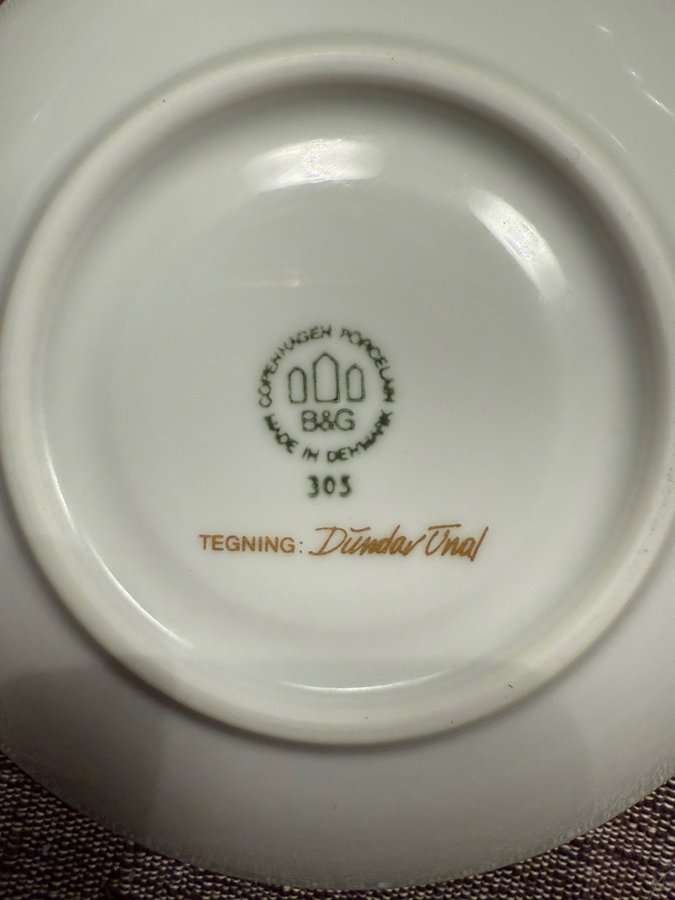 COPENHAGEN PORCELAIN
B&G
MADE IN DENMARK
305
TEGNING: Dündar Ünal